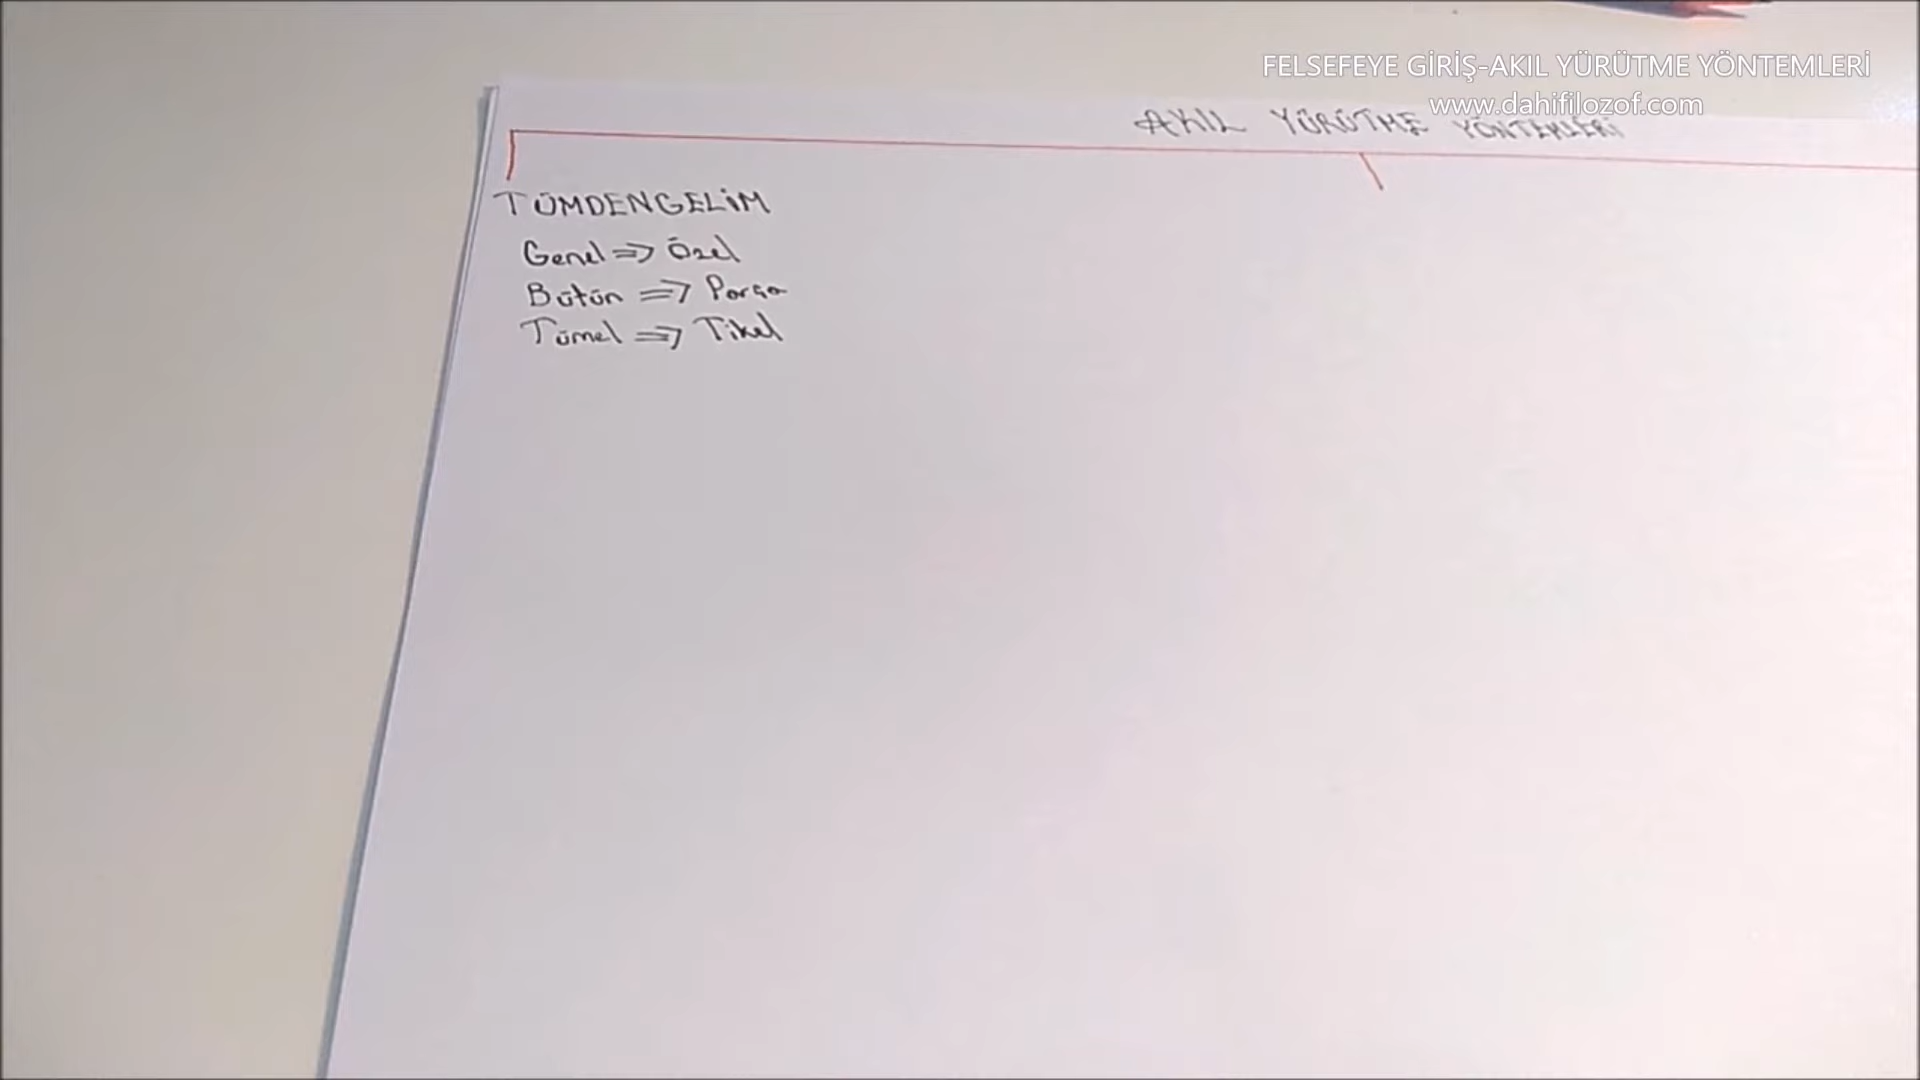 FELSEFEYE GİRİŞ-AKIL YÜRÜTME YÖNTEMLERİ
www.dahifilozof.com
AKIL YÜRÜTME YÖNTEMLERİ
TÜMDENGELİM
Genel => Özel
Bütün => Parça
Tümel => Tikel